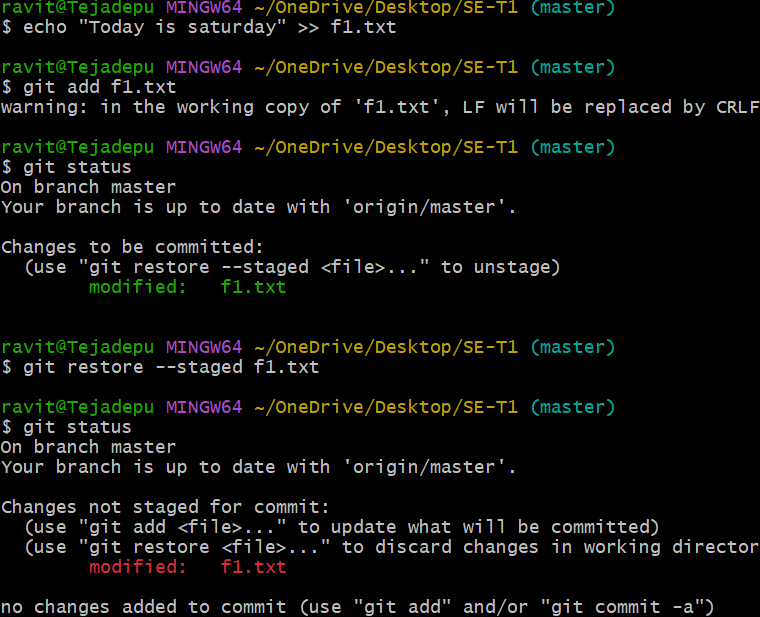 ravit@Tejadepu MINGW64 ~/OneDrive/Desktop/SE-T1 (master)
$ echo "Today is saturday" >> f1.txt
ravit@Tejadepu MINGW64 ~/OneDrive/Desktop/SE-T1 (master)
$ git add f1.txt
warning: in the working copy of 'f1.txt', LF will be replaced by CRLF
ravit@Tejadepu MINGW64 ~/OneDrive/Desktop/SE-T1 (master)
$ git status
On branch master
Your branch is up to date with 'origin/master'.
Changes to be committed:
  (use "git restore --staged <file>..." to unstage)
        modified:   f1.txt
ravit@Tejadepu MINGW64 ~/OneDrive/Desktop/SE-T1 (master)
$ git restore --staged f1.txt
ravit@Tejadepu MINGW64 ~/OneDrive/Desktop/SE-T1 (master)
$ git status
On branch master
Your branch is up to date with 'origin/master'.
Changes not staged for commit:
  (use "git add <file>..." to update what will be committed)
  (use "git restore <file>..." to discard changes in working director
        modified:   f1.txt
no changes added to commit (use "git add" and/or "git commit -a")